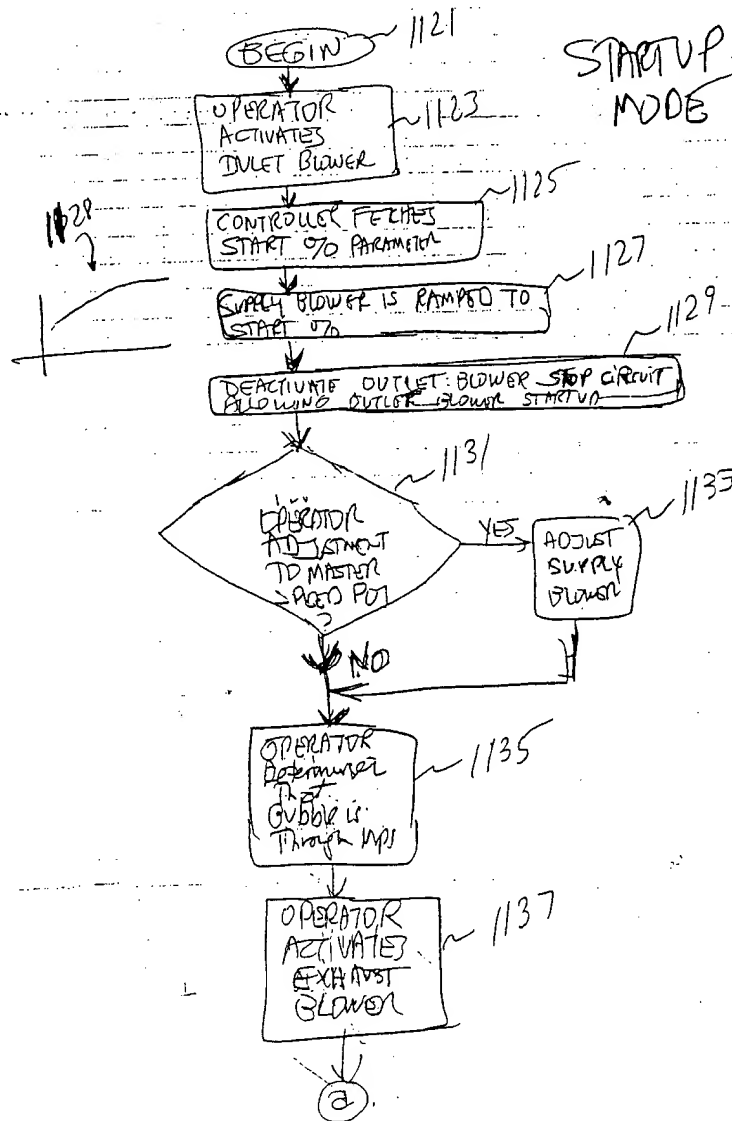 BEGIN
1121
STARTUP
MODE
OPERATOR
ACTIVATES
INLET BLOWER
1123
CONTROLLER FETCHES
START % PARAMETER
1125
1128
SUPPLY BLOWER IS RAMPED TO
START %
1127
DEACTIVATE OUTLET BLOWER STOP CIRCUIT
ALLOWING OUTLET BLOWER STARTUP
1129
OPERATOR
ADJUSTMENT
TO MASTER
SPEED POT
?
1131
YES
ADJUST
SUPPLY
BLOWER
1133
NO
OPERATOR
Determines
That
Bubble is
Through Nips
1135
OPERATOR
ACTIVATES
EXHAUST
BLOWER
1137
a